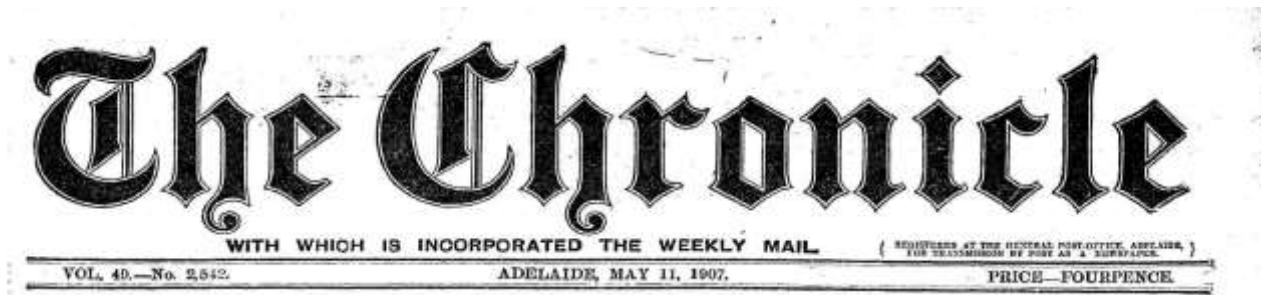 The Chronicle
WITH WHICH IS INCORPORATED THE WEEKLY MAIL.
{ REGISTERED AT THE GENERAL POST-OFFICE, ADELAIDE, }
FOR TRANSMISSION BY POST AS A NEWSPAPER.
VOL. 49.—No. 2,542. ADELAIDE, MAY 11, 1907. PRICE—FOURPENCE.